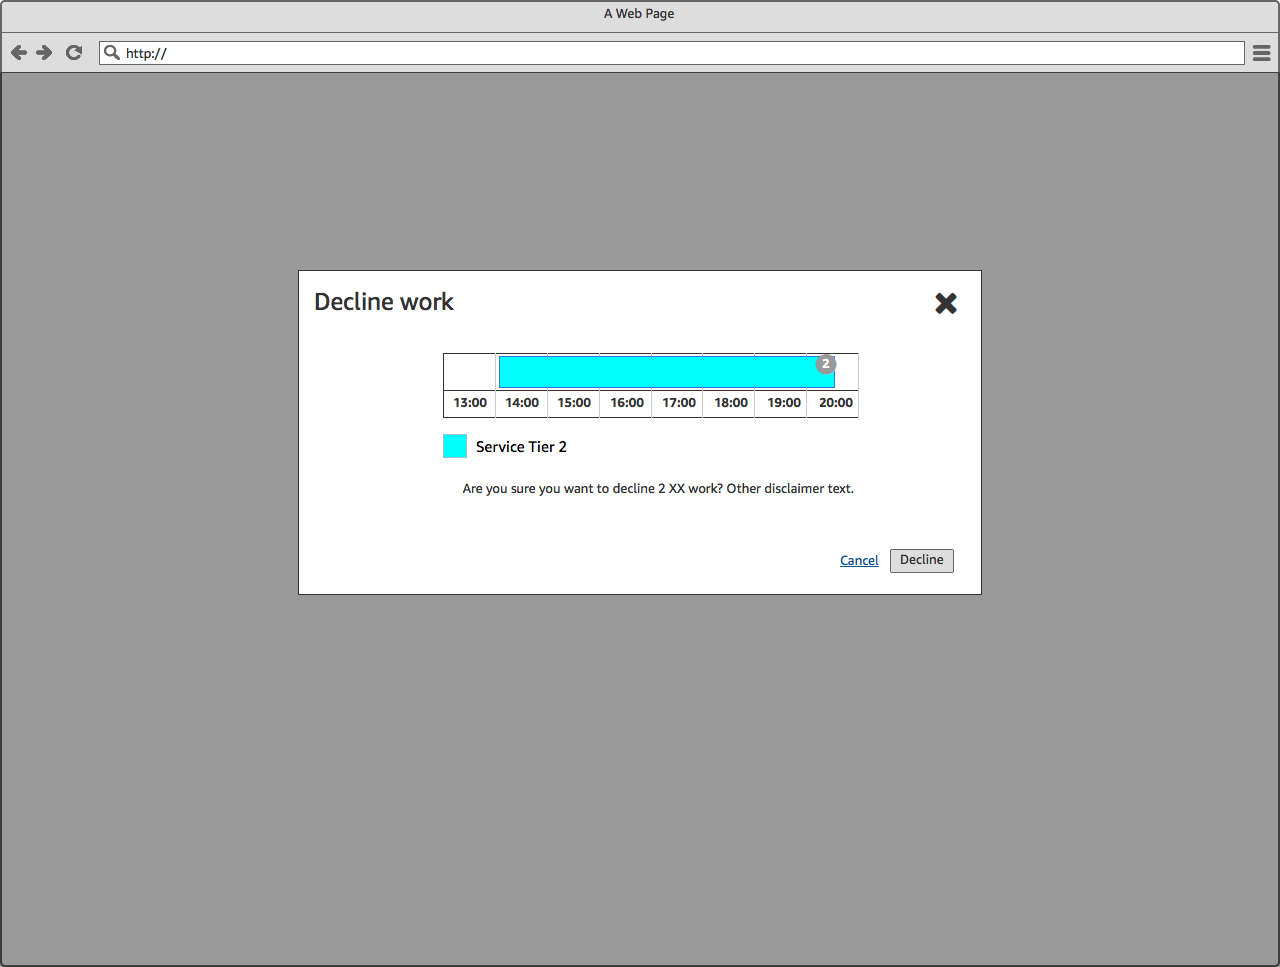 A Web Page
http://
Decline work
2
13:00 14:00 15:00 16:00 17:00 18:00 19:00 20:00
Service Tier 2
Are you sure you want to decline 2 XX work? Other disclaimer text.
Cancel Decline